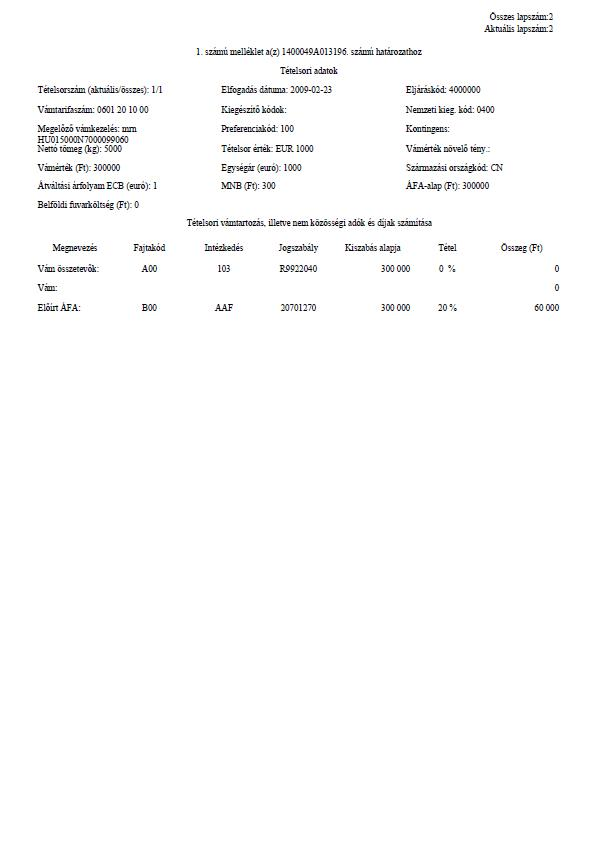 Összes lapszám:2
Aktuális lapszám:2
1. számú melléklet a(z) 1400049A013196. számú határozathoz
Tételsori adatok
Tételsorszám (aktuális/összes): 1/1 Elfogadás dátuma: 2009-02-23 Eljáráskód: 4000000
Vámtarifaszám: 0601 20 10 00 Kiegészítő kódok: Nemzeti kieg. kód: 0400
Megelőző vámkezelés: mrn Preferenciakód: 100 Kontingens:
HU015000N7000099060
Nettó tömeg (kg): 5000 Tételsor érték: EUR 1000 Vámérték növelő tény.:
Vámérték (Ft): 300000 Egységár (euró): 1000 Származási országkód: CN
Átváltási árfolyam ECB (euró): 1 MNB (Ft): 300 ÁFA-alap (Ft): 300000
Belföldi fuvarköltség (Ft): 0
Tételsori vámtartozás, illetve nem közösségi adók és díjak számítása
Megnevezés Fajtakód Intézkedés Jogszabály Kiszabás alapja Tétel Összeg (Ft)
Vám összetevők: A00 103 R9922040 300 000 0 % 0
Vám: 0
Előírt ÁFA: B00 AAF 20701270 300 000 20 % 60 000